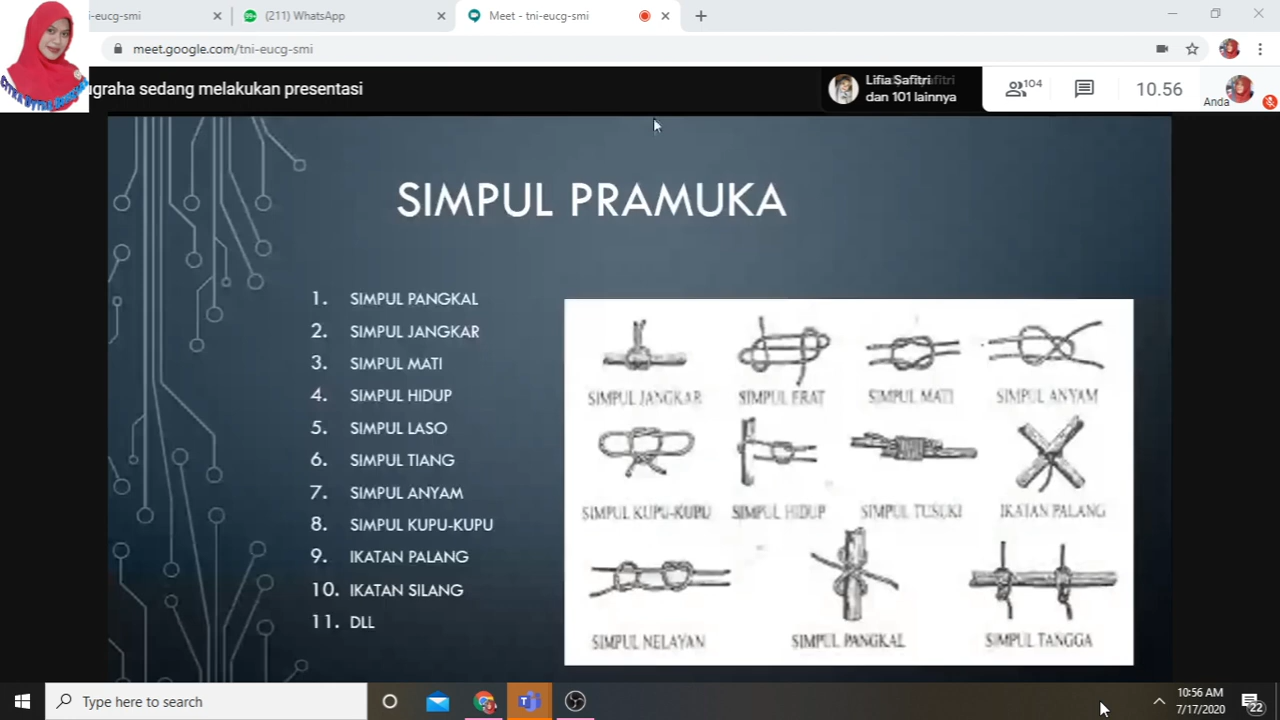 i-eucg-smi
99+
(211) WhatsApp
Meet - tni-eucg-smi
meet.google.com/tni-eucg-smi
ugraha sedang melakukan presentasi
Lifia Safitri
dan 101 lainnya
104
10.56
Anda
SIMPUL PRAMUKA
1. SIMPUL PANGKAL
2. SIMPUL JANGKAR
3. SIMPUL MATI
4. SIMPUL HIDUP
5. SIMPUL LASO
6. SIMPUL TIANG
7. SIMPUL ANYAM
8. SIMPUL KUPU-KUPU
9. IKATAN PALANG
10. IKATAN SILANG
11. DLL
SIMPUL JANGKAR
SIMPUL ERAT
SIMPUL MATI
SIMPUL ANYAM
SIMPUL KUPU-KUPU
SIMPUL HIDUP
SIMPUL TUSUKI
IKATAN PALANG
SIMPUL NELAYAN
SIMPUL PANGKAL
SIMPUL TANGGA
Type here to search
10:56 AM
7/17/2020
22